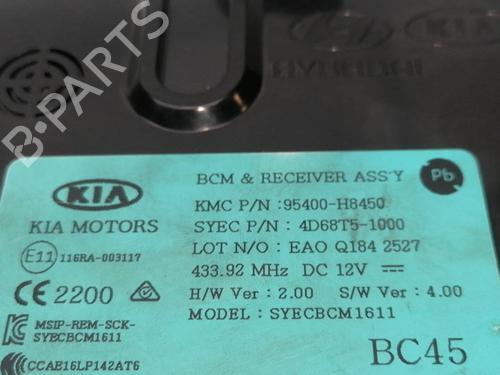 HYUNDAI
KIA
B-PARTS
KIA
KIA MOTORS
BCM & RECEIVER ASS'Y
Pb
KMC P/N : 95400-H8450
SYEC P/N : 4D68T5-1000
LOT N/O : EAO Q184 2527
433.92 MHz DC 12V
H/W Ver : 2.00 S/W Ver : 4.00
MODEL : SYECBCM1611
E11 116RA-003117
CE 2200
MSIP-REM-SCK-
SYECBCM1611
CCAE16LP142AT6
BC45